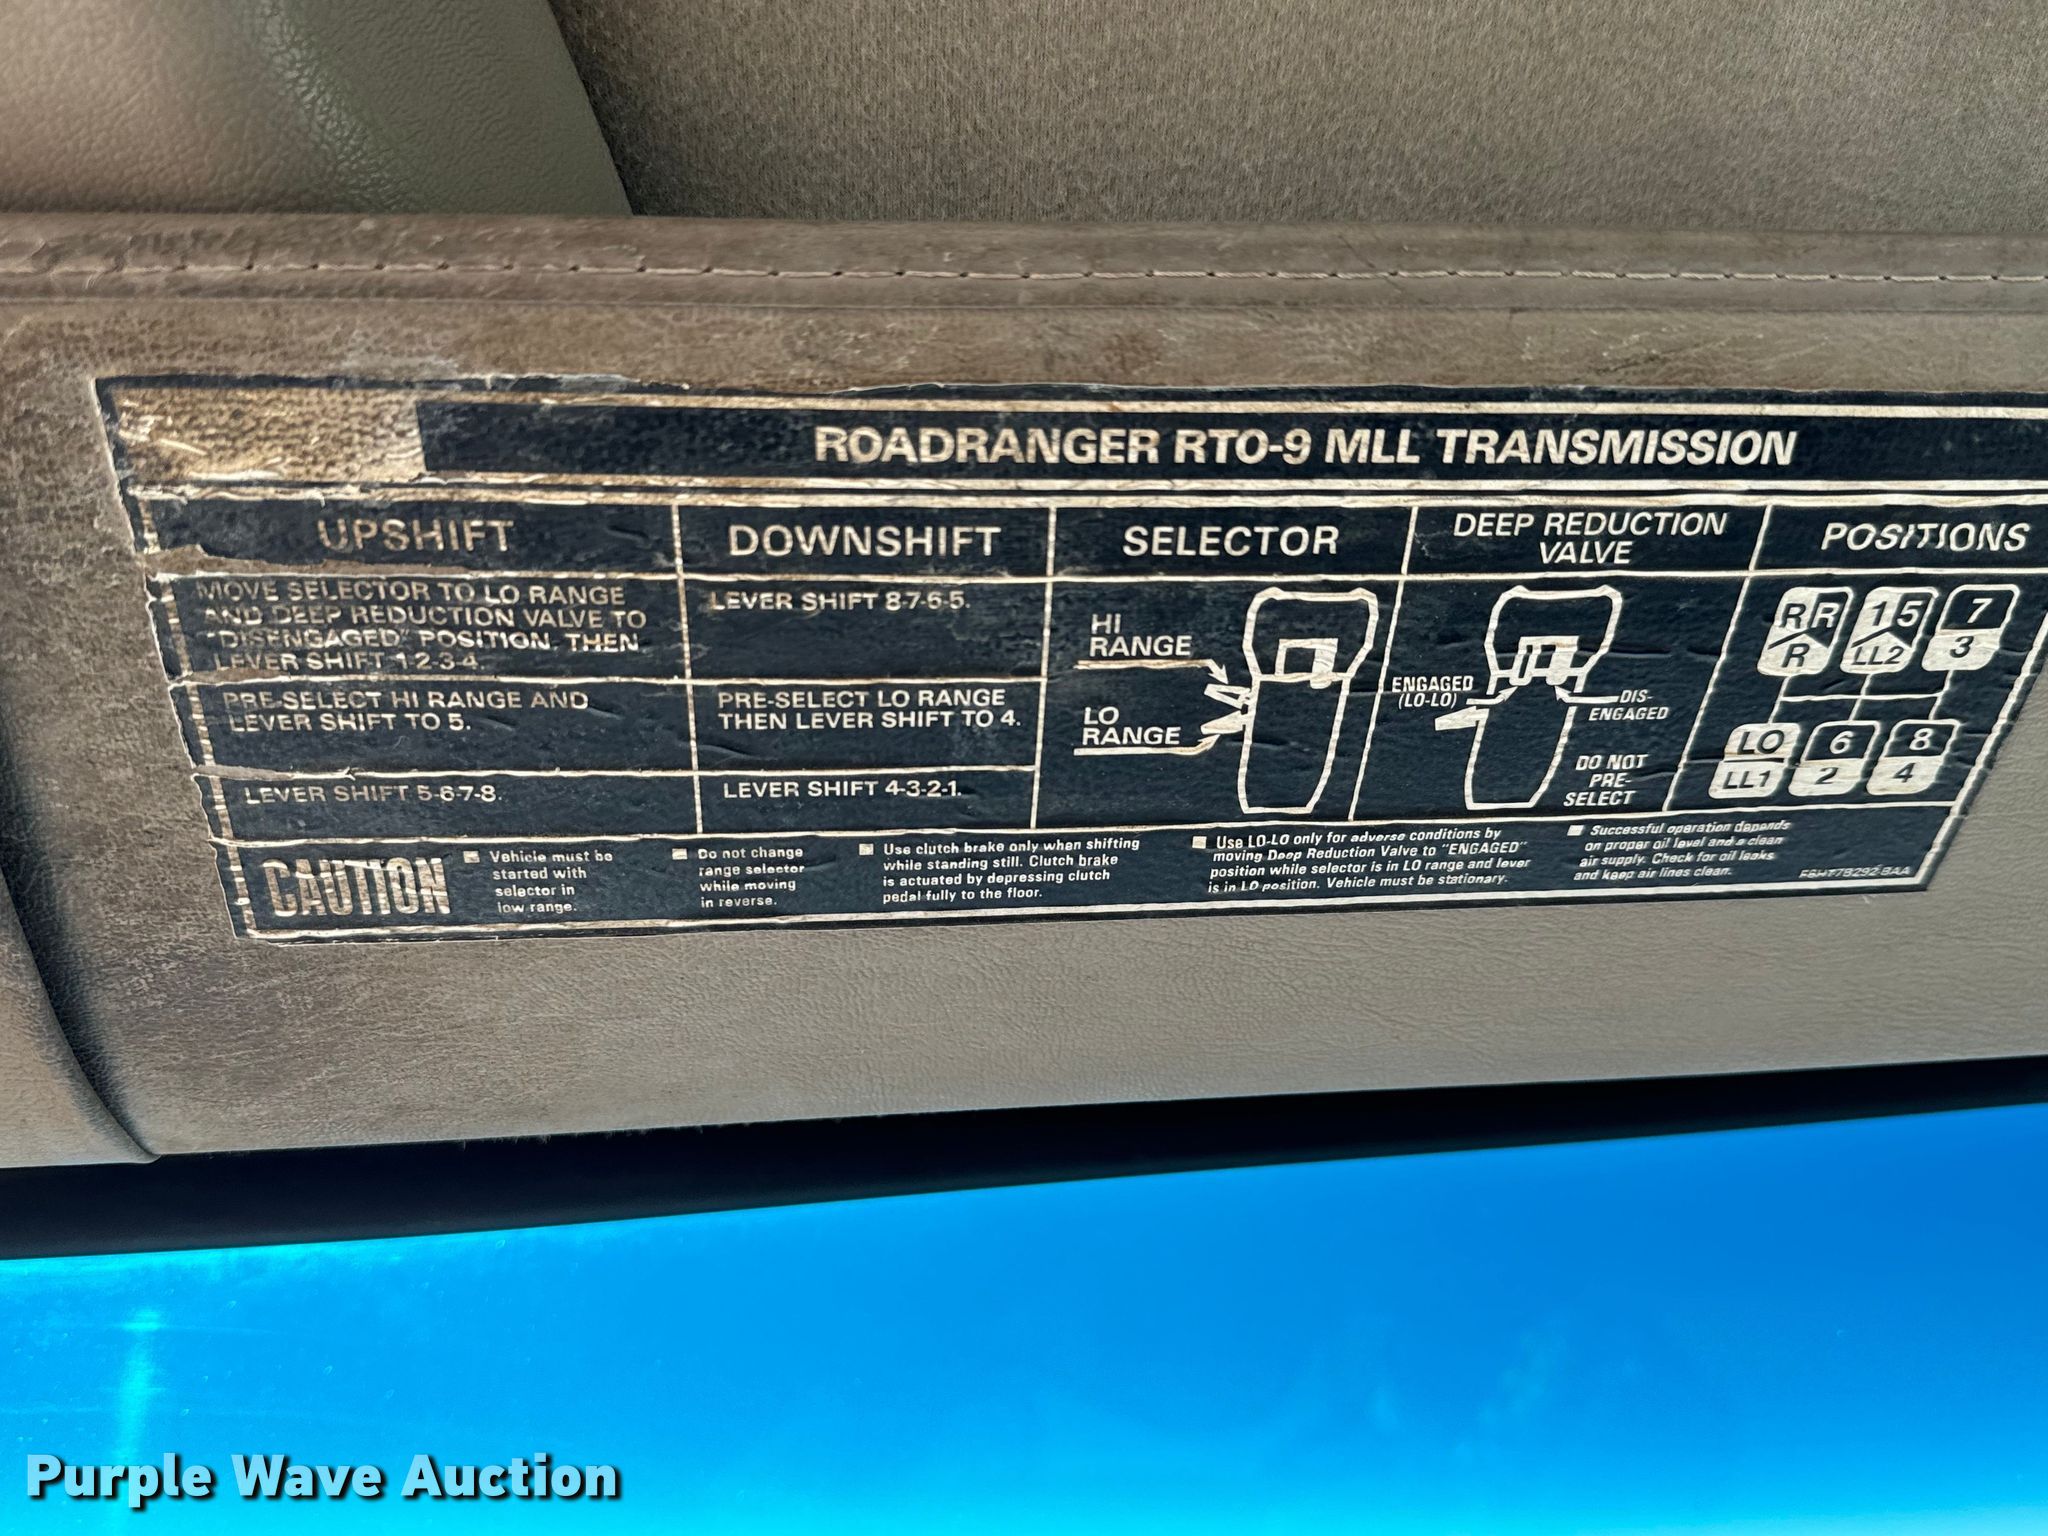 ROADRANGER RTO-9 MLL TRANSMISSION
UPSHIFT
MOVE SELECTOR TO LO RANGE
AND DEEP REDUCTION VALVE TO
"DISENGAGED" POSITION. THEN
LEVER SHIFT 1-2-3-4.
PRE-SELECT HI RANGE AND
LEVER SHIFT TO 5.
LEVER SHIFT 5-6-7-8.
DOWNSHIFT
LEVER SHIFT 8-7-6-5.
PRE-SELECT LO RANGE
THEN LEVER SHIFT TO 4.
LEVER SHIFT 4-3-2-1.
SELECTOR
HI
RANGE
LO
RANGE
DEEP REDUCTION
VALVE
ENGAGED
(LO-LO)
DIS-
ENGAGED
DO NOT
PRE-
SELECT
POSITIONS
R R 1 5 7
R LL2 3
LO 6 8
LL1 2 4
CAUTION
Vehicle must be
started with
selector in
low range.
Do not change
range selector
while moving
in reverse.
Use clutch brake only when shifting
while standing still. Clutch brake
is actuated by depressing clutch
pedal fully to the floor.
Use LO-LO only for adverse conditions by
moving Deep Reduction Valve to "ENGAGED"
position while selector is in LO range and lever
is in LO position. Vehicle must be stationary.
Successful operation depends
on proper oil level and a clean
air supply. Check for oil leaks
and keep air lines clean.
Purple Wave Auction